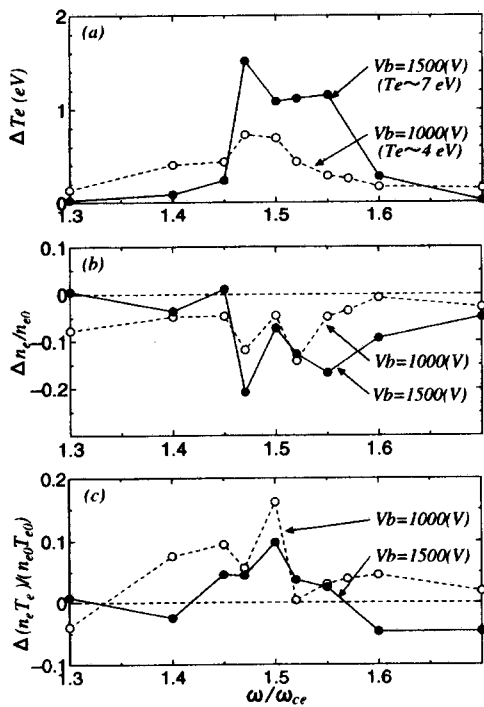 (a)
ΔTe (eV)
2
1
0
Vb=1500(V)
(Te~7 eV)
Vb=1000(V)
(Te~4 eV)
1.3 1.4 1.5 1.6
(b)
Δne/ne0
0.1
0
-0.1
-0.2
Vb=1000(V)
Vb=1500(V)
1.3 1.4 1.5 1.6
(c)
Δ(neTe)/(ne0Te0)
0.2
0.1
0
-0.1
Vb=1000(V)
Vb=1500(V)
1.3 1.4 1.5 1.6
ω/ωce